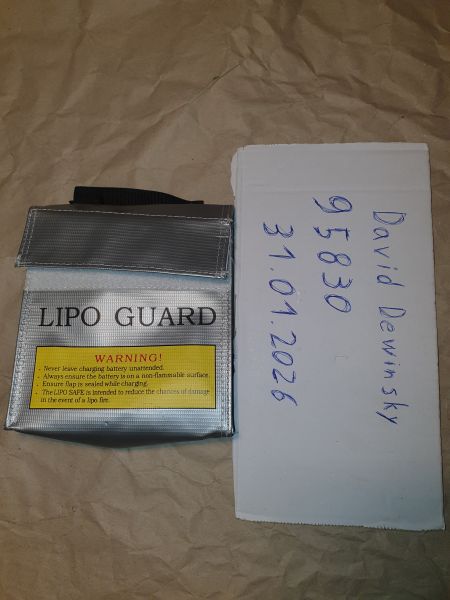 LIPO GUARD
WARNING!
- Never leave charging battery unattended.
- Always ensure the battery is on a non-flammable surface.
- Ensure flap is sealed while charging.
- The LIPO SAFE is intended to reduce the chances of damage
in the event of a lipo fire.
David Dewinsky
95830
31.01.2026